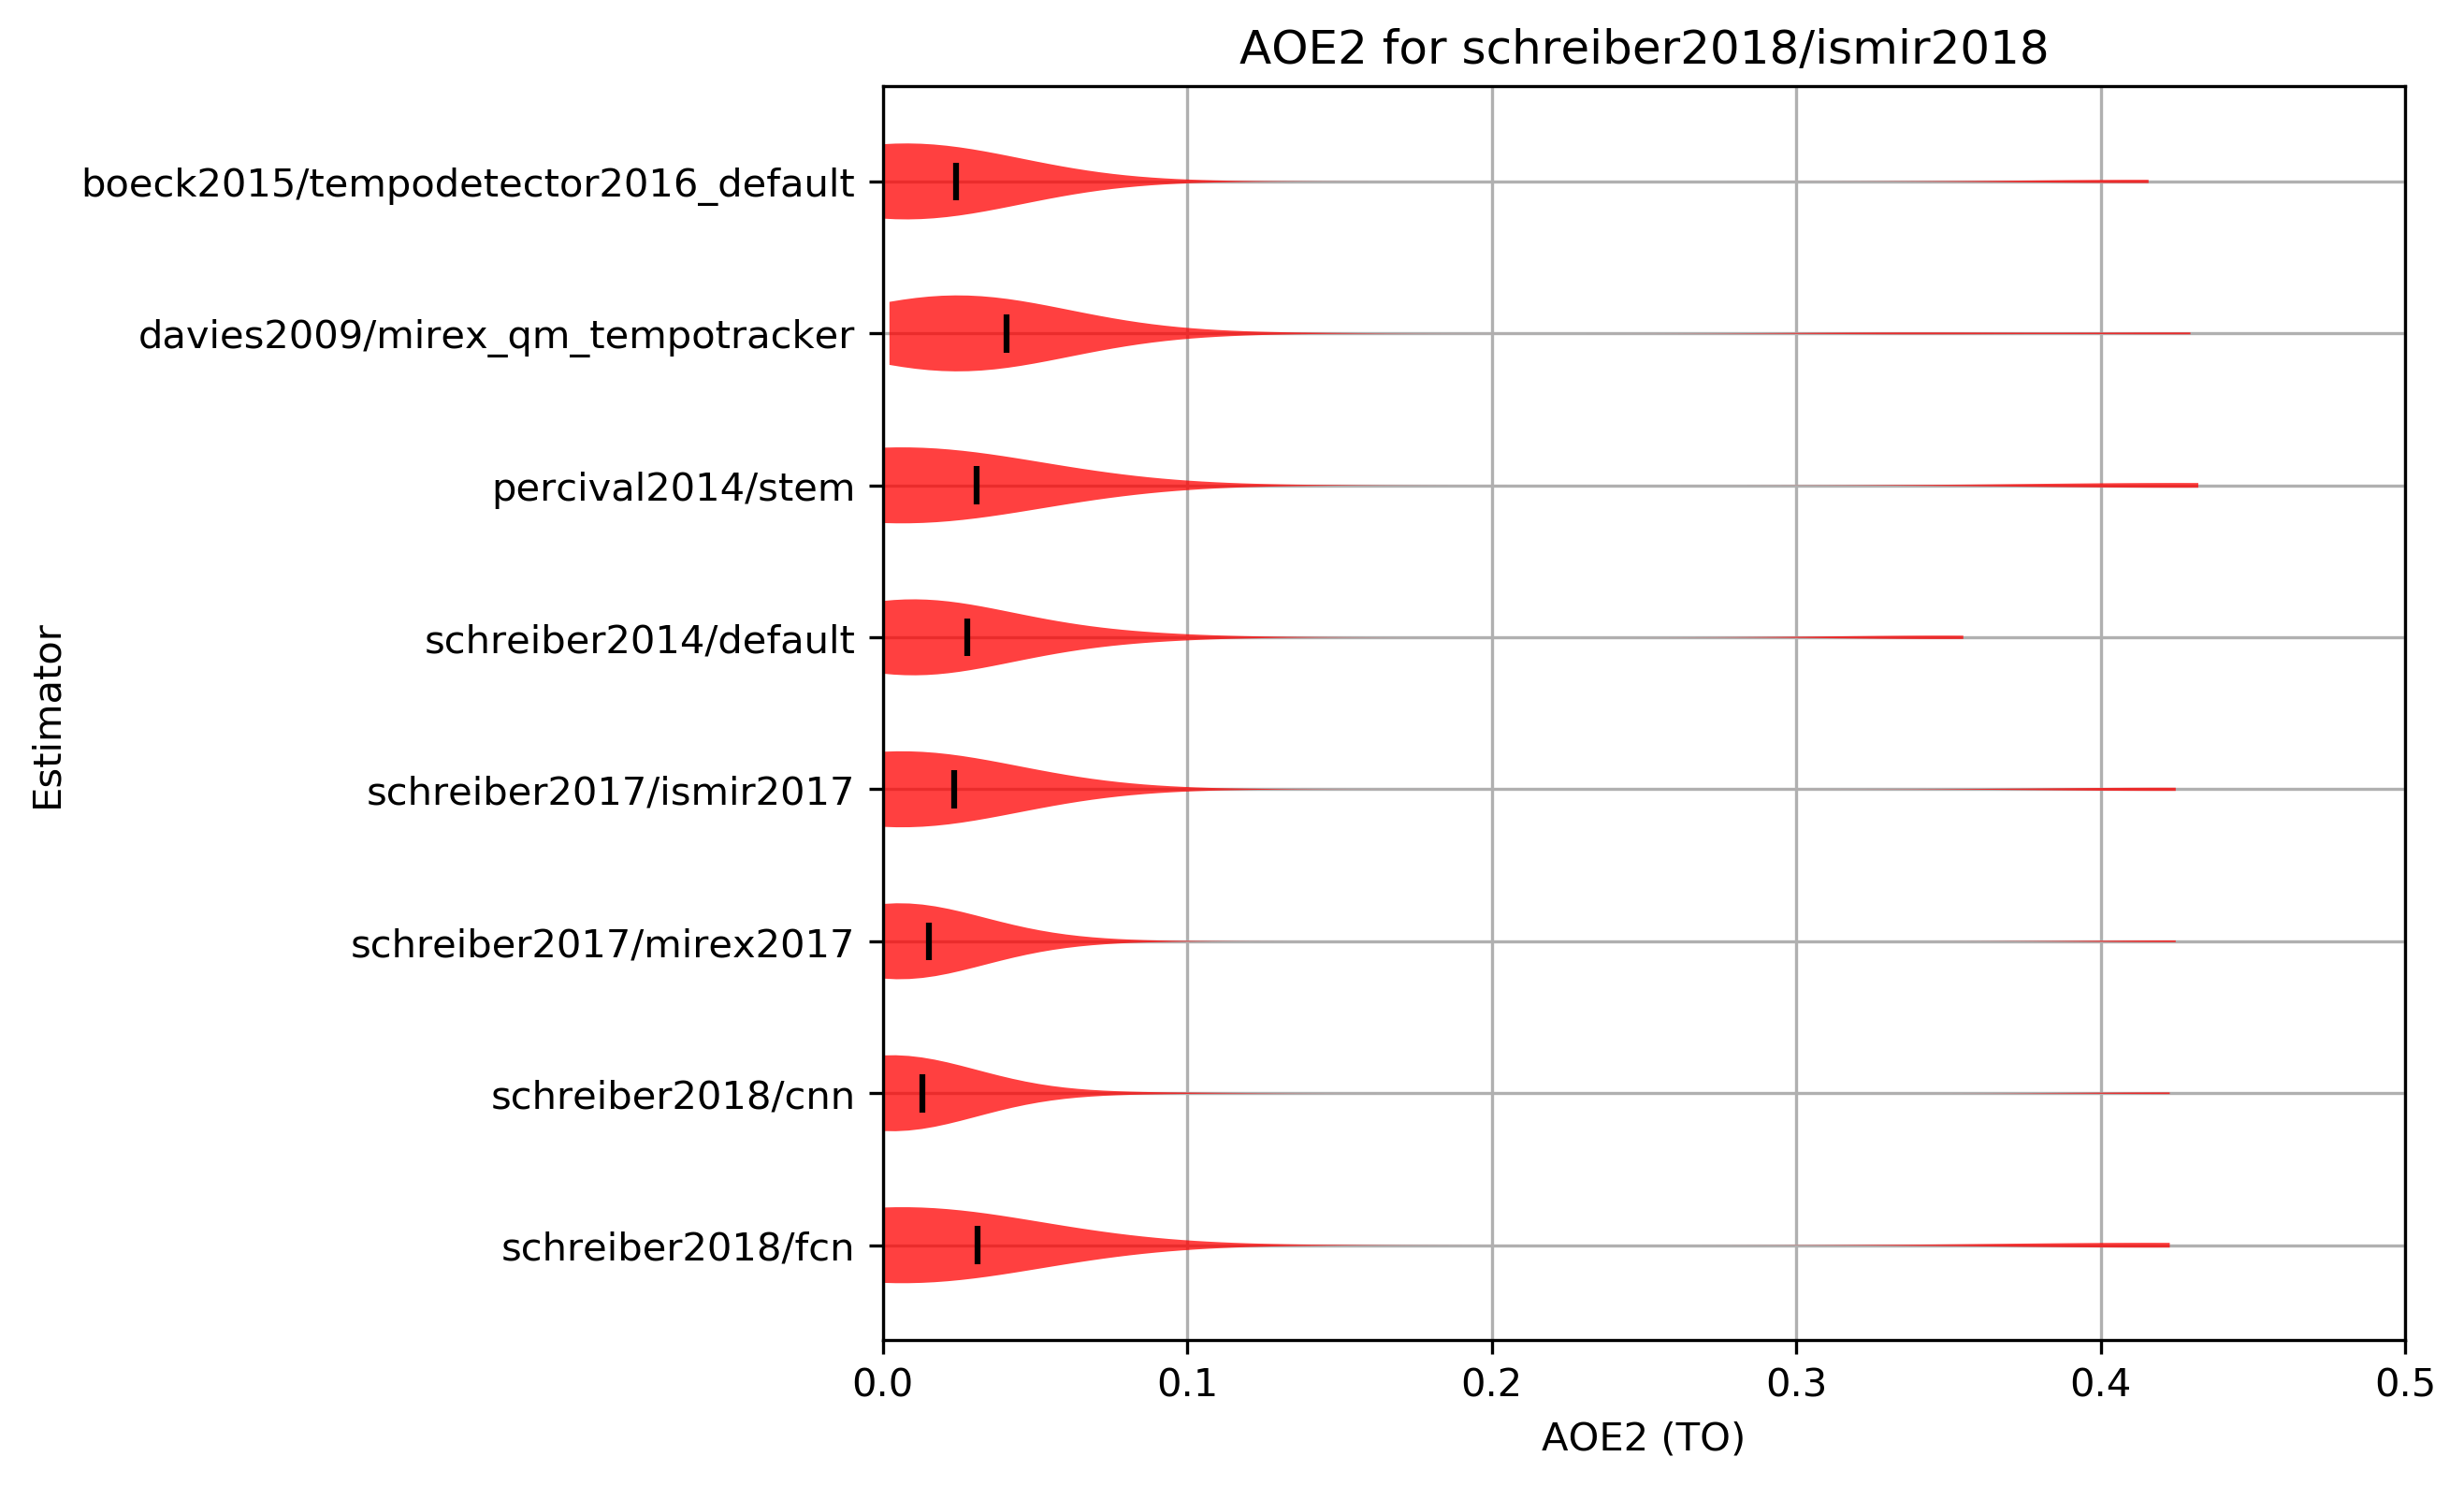 AOE2 for schreiber2018/ismir2018
boeck2015/tempodetector2016_default
davies2009/mirex_qm_tempotracker
percival2014/stem
schreiber2014/default
schreiber2017/ismir2017
schreiber2017/mirex2017
schreiber2018/cnn
schreiber2018/fcn
Estimator
0.0 0.1 0.2 0.3 0.4 0.5
AOE2 (TO)